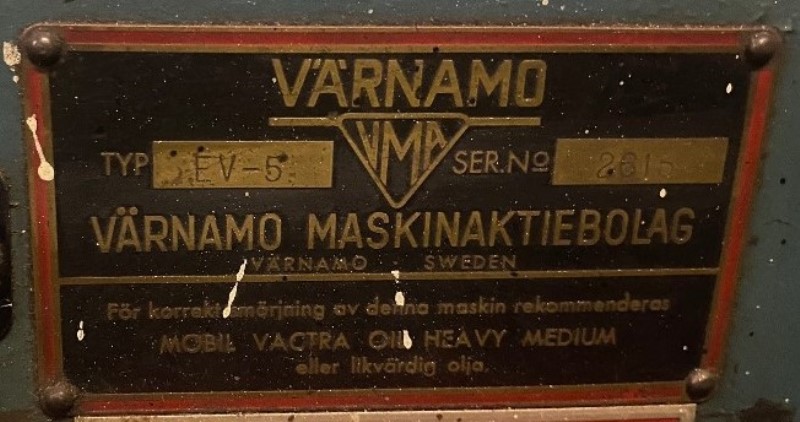 VÄRNAMO
VMA
TYP EV-5 SER.No
VÄRNAMO MASKINAKTIEBOLAG
VÄRNAMO · SWEDEN
För korrekt smörjning av denna maskin rekommenderas
MOBIL VACTRA OIL HEAVY MEDIUM
eller likvärdig olja.